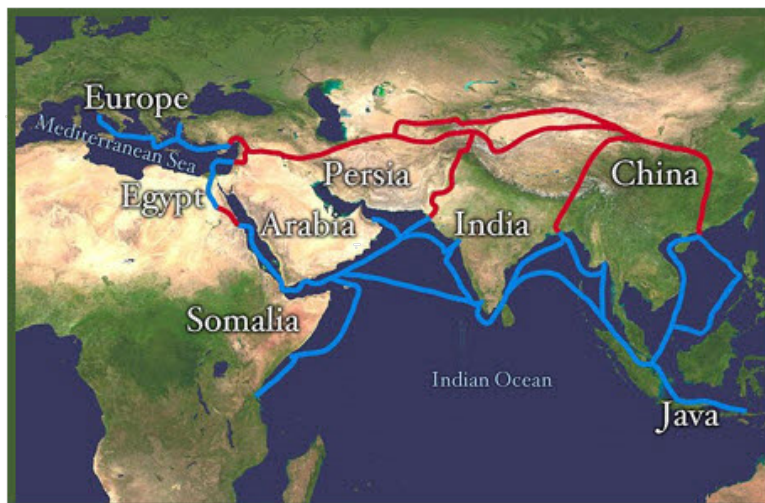 Europe
Mediterranean Sea
Egypt
Persia
Arabia
India
China
Somalia
Indian Ocean
Java